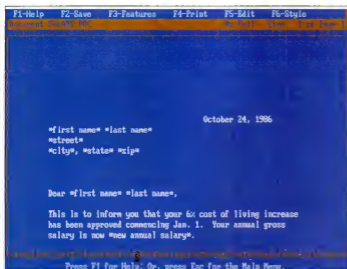 F1-Help F2-Save F3-Features F4-Print F5-Edit F6-Style
October 24, 1986
*first name* *last name*
*street*
*city*, *state* *zip*
Dear *first name* *last name*,
This is to inform you that your 6% cost of living increase
has been approved commencing Jan. 1. Your annual gross
salary is now *new annual salary*.
Press F1 for Help; Or, press Esc for the Main Menu